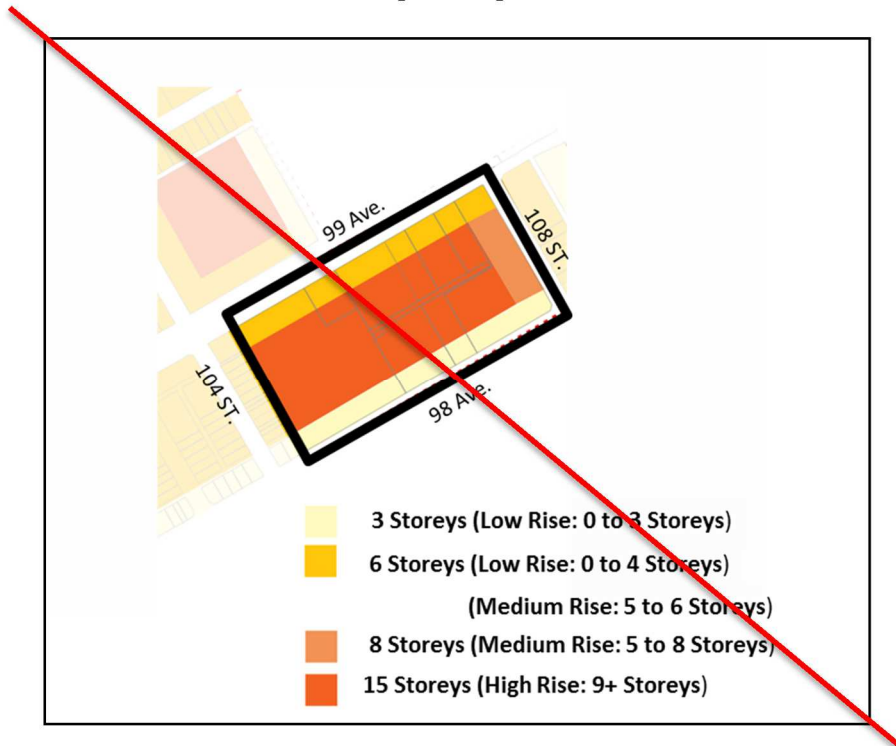 99 Ave.
108 ST.
104 ST.
98 Ave.
3 Storeys (Low Rise: 0 to 3 Storeys)
6 Storeys (Low Rise: 0 to 4 Storeys)
(Medium Rise: 5 to 6 Storeys)
8 Storeys (Medium Rise: 5 to 8 Storeys)
15 Storeys (High Rise: 9+ Storeys)